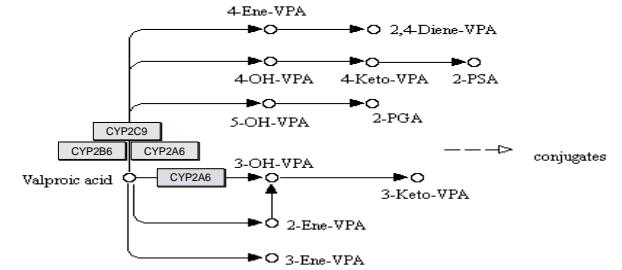 4-Ene-VPA
2,4-Diene-VPA
4-OH-VPA
4-Keto-VPA
2-PSA
5-OH-VPA
2-PGA
CYP2C9
CYP2B6
CYP2A6
conjugates
3-OH-VPA
Valproic acid
CYP2A6
3-Keto-VPA
2-Ene-VPA
3-Ene-VPA